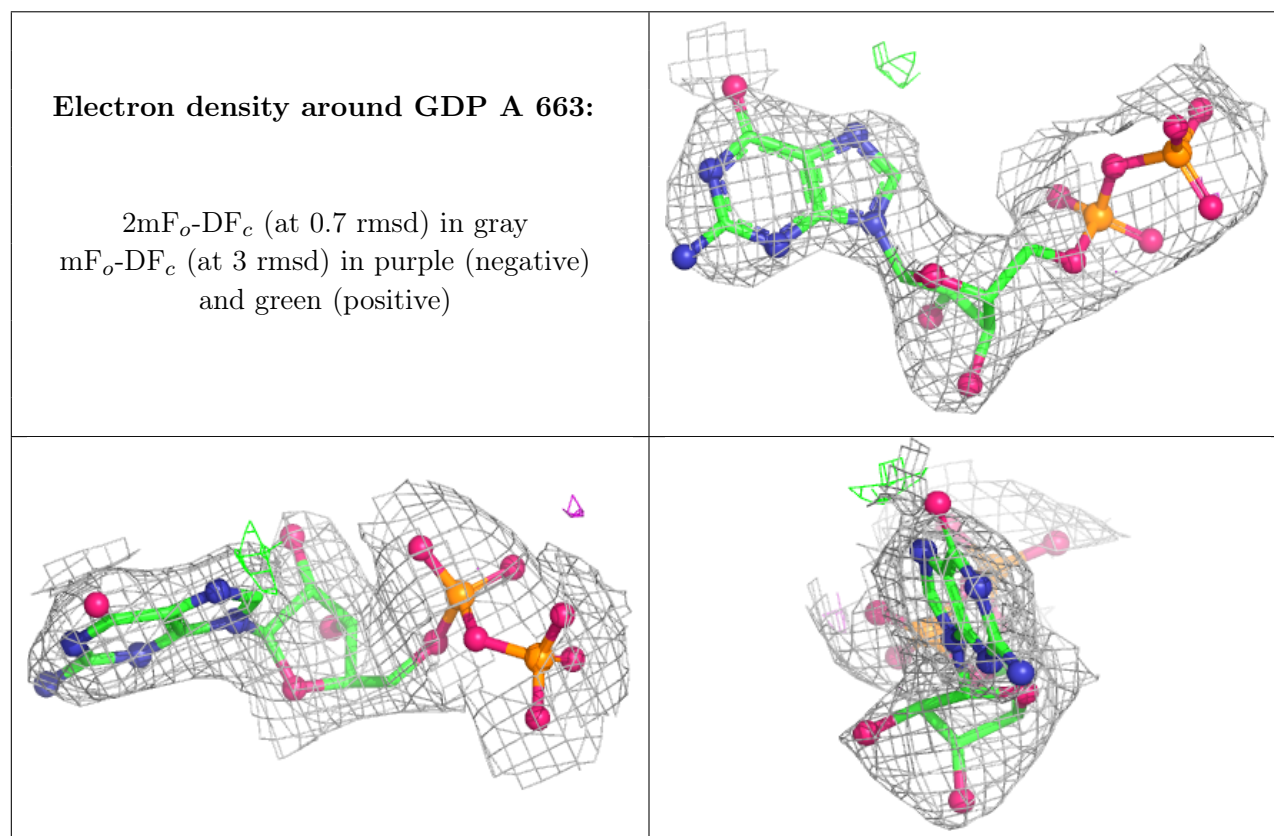 Electron density around GDP A 663:
2mFₒ-DF𝒸 (at 0.7 rmsd) in gray
mFₒ-DF𝒸 (at 3 rmsd) in purple (negative)
and green (positive)